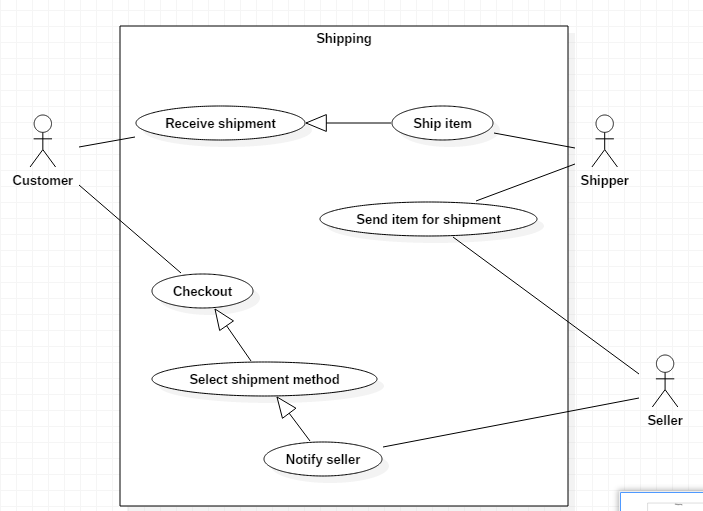 Shipping
Receive shipment
Ship item
Customer
Shipper
Send item for shipment
Checkout
Select shipment method
Seller
Notify seller